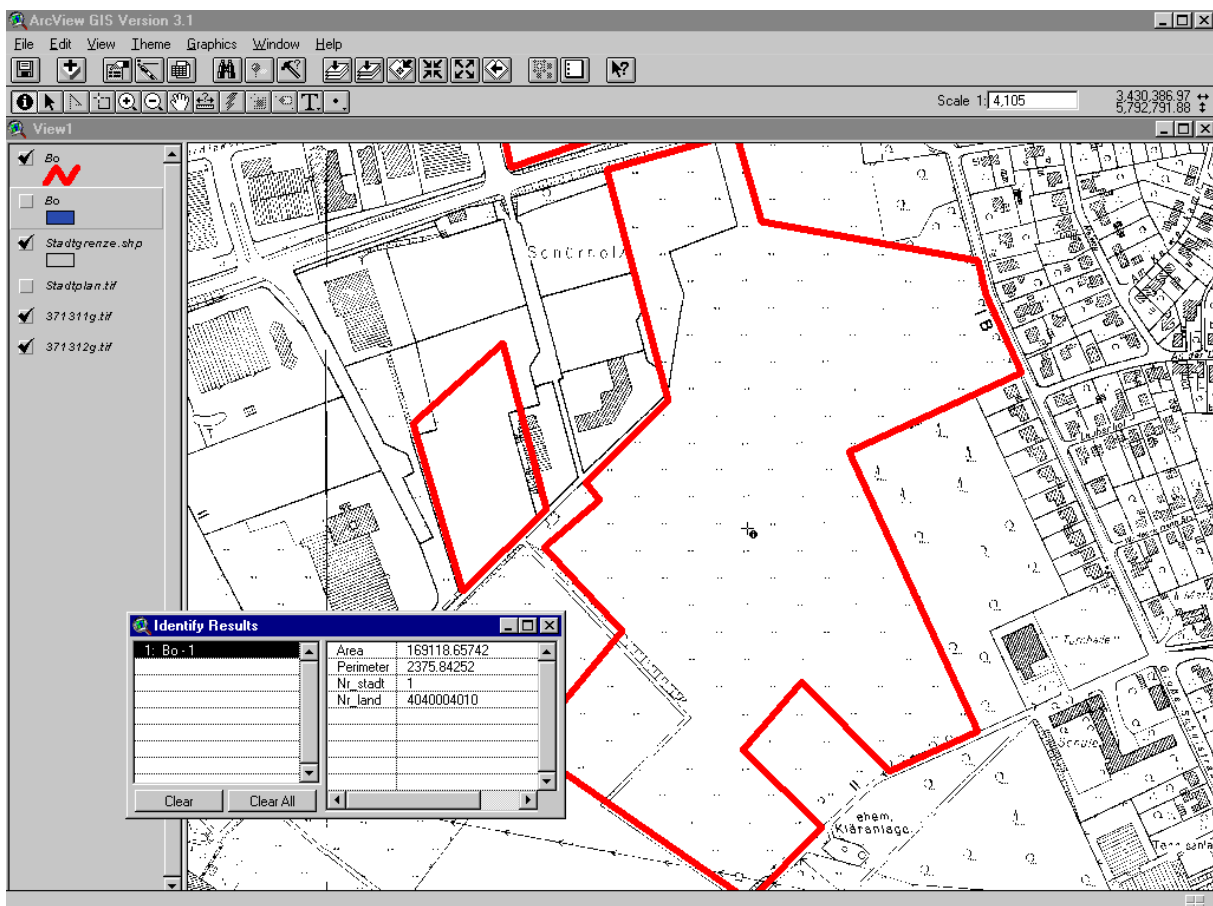 ArcView GIS Version 3.1
File Edit View Theme Graphics Window Help
Scale 1: 4,105
3,430,386.97
5,792,791.88
View1
Bo
Bo
Stadtgrenze.shp
Stadtplan.tif
371311g.tif
371312g.tif
Identify Results
1: Bo - 1
Area 169118.65742
Perimeter 2375.84252
Nr_stadt 1
Nr_land 4040004010
Clear Clear All
Turnhalle
Schule
ehem.
Kläranlage